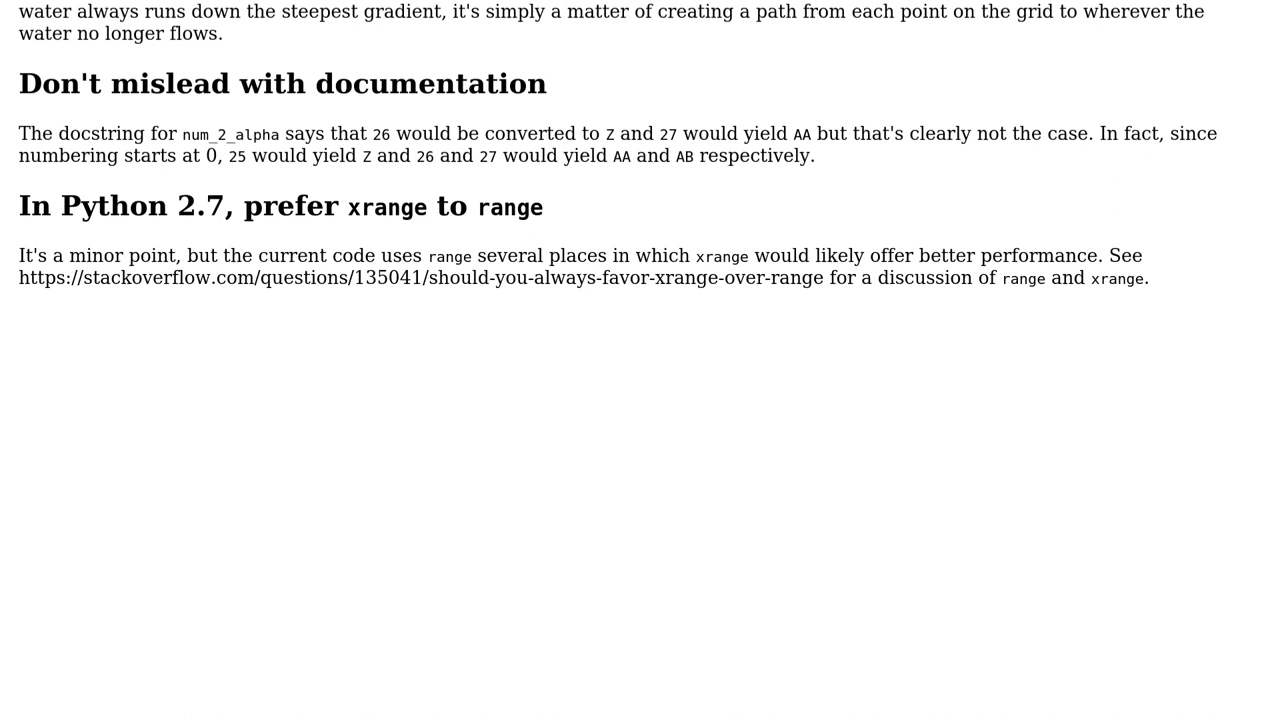 water always runs down the steepest gradient, it's simply a matter of creating a path from each point on the grid to wherever the
water no longer flows.
Don't mislead with documentation
The docstring for num_2_alpha says that 26 would be converted to Z and 27 would yield AA but that's clearly not the case. In fact, since
numbering starts at 0, 25 would yield Z and 26 and 27 would yield AA and AB respectively.
In Python 2.7, prefer xrange to range
It's a minor point, but the current code uses range several places in which xrange would likely offer better performance. See
https://stackoverflow.com/questions/135041/should-you-always-favor-xrange-over-range for a discussion of range and xrange.